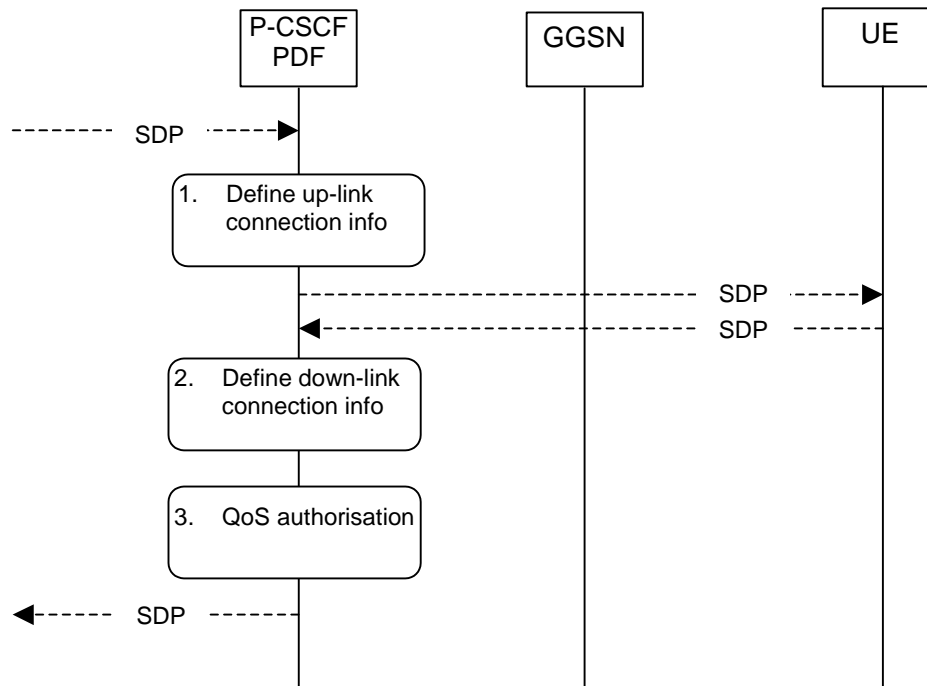 P-CSCF
PDF
GGSN
UE
SDP
1. Define up-link
connection info
SDP
SDP
2. Define down-link
connection info
3. QoS authorisation
SDP